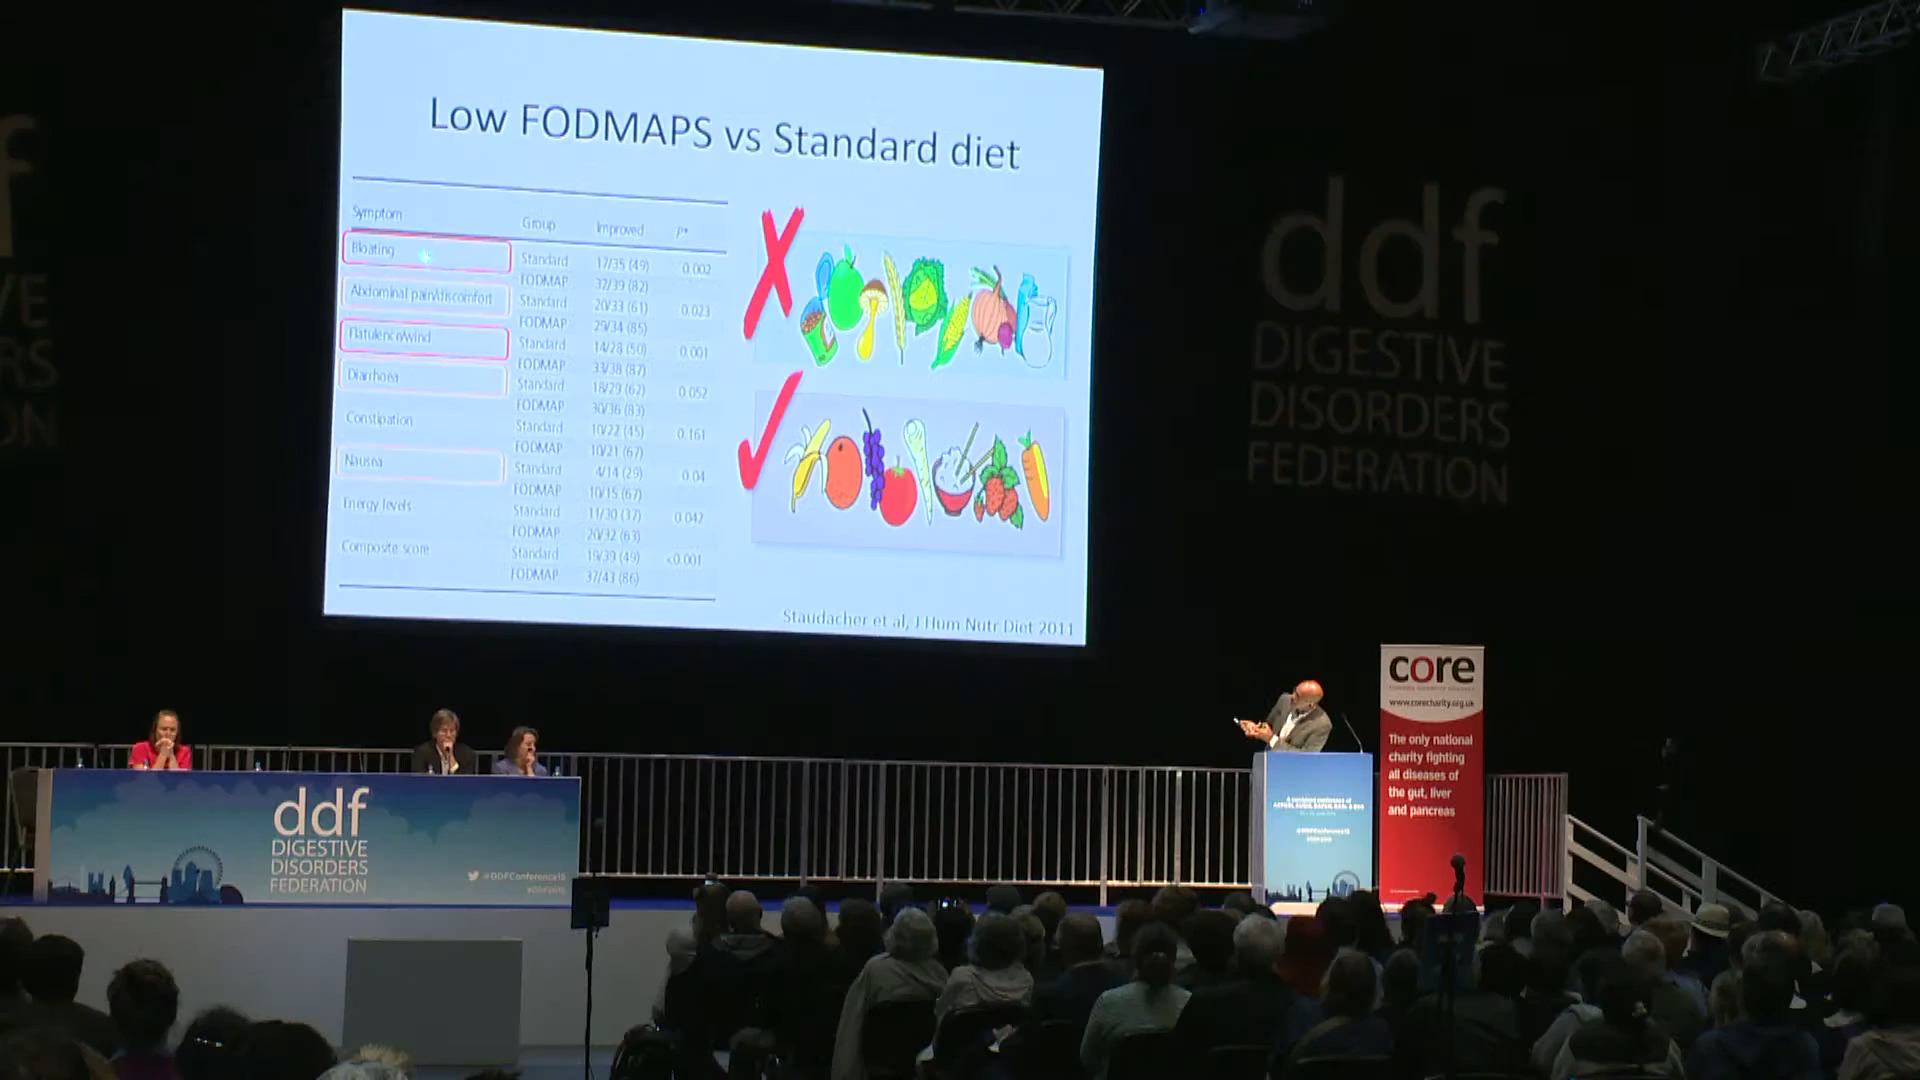 Low FODMAPS vs Standard diet
Symptom Group Improved P*
Bloating Standard 17/35 (49) 0.002
FODMAP 32/39 (82)
Abdominal pain/discomfort Standard 20/33 (61) 0.023
FODMAP 29/34 (85)
Flatulence/wind Standard 14/28 (50) 0.001
FODMAP 33/38 (87)
Diarrhoea Standard 18/29 (62) 0.052
FODMAP 30/36 (83)
Constipation Standard 10/22 (45) 0.161
FODMAP 10/21 (67)
Nausea Standard 4/14 (29) 0.04
FODMAP 10/15 (67)
Energy levels Standard 11/30 (37) 0.042
FODMAP 20/32 (63)
Composite score Standard 19/39 (49) <0.001
FODMAP 37/43 (86)
Staudacher et al, J Hum Nutr Diet 2011
ddf
DIGESTIVE
DISORDERS
FEDERATION
ddf
DIGESTIVE
DISORDERS
FEDERATION
@DDFConference15
core
www.corecharity.org.uk
The only national
charity fighting
all diseases of
the gut, liver
and pancreas
A combined conference of
@DDFConference15